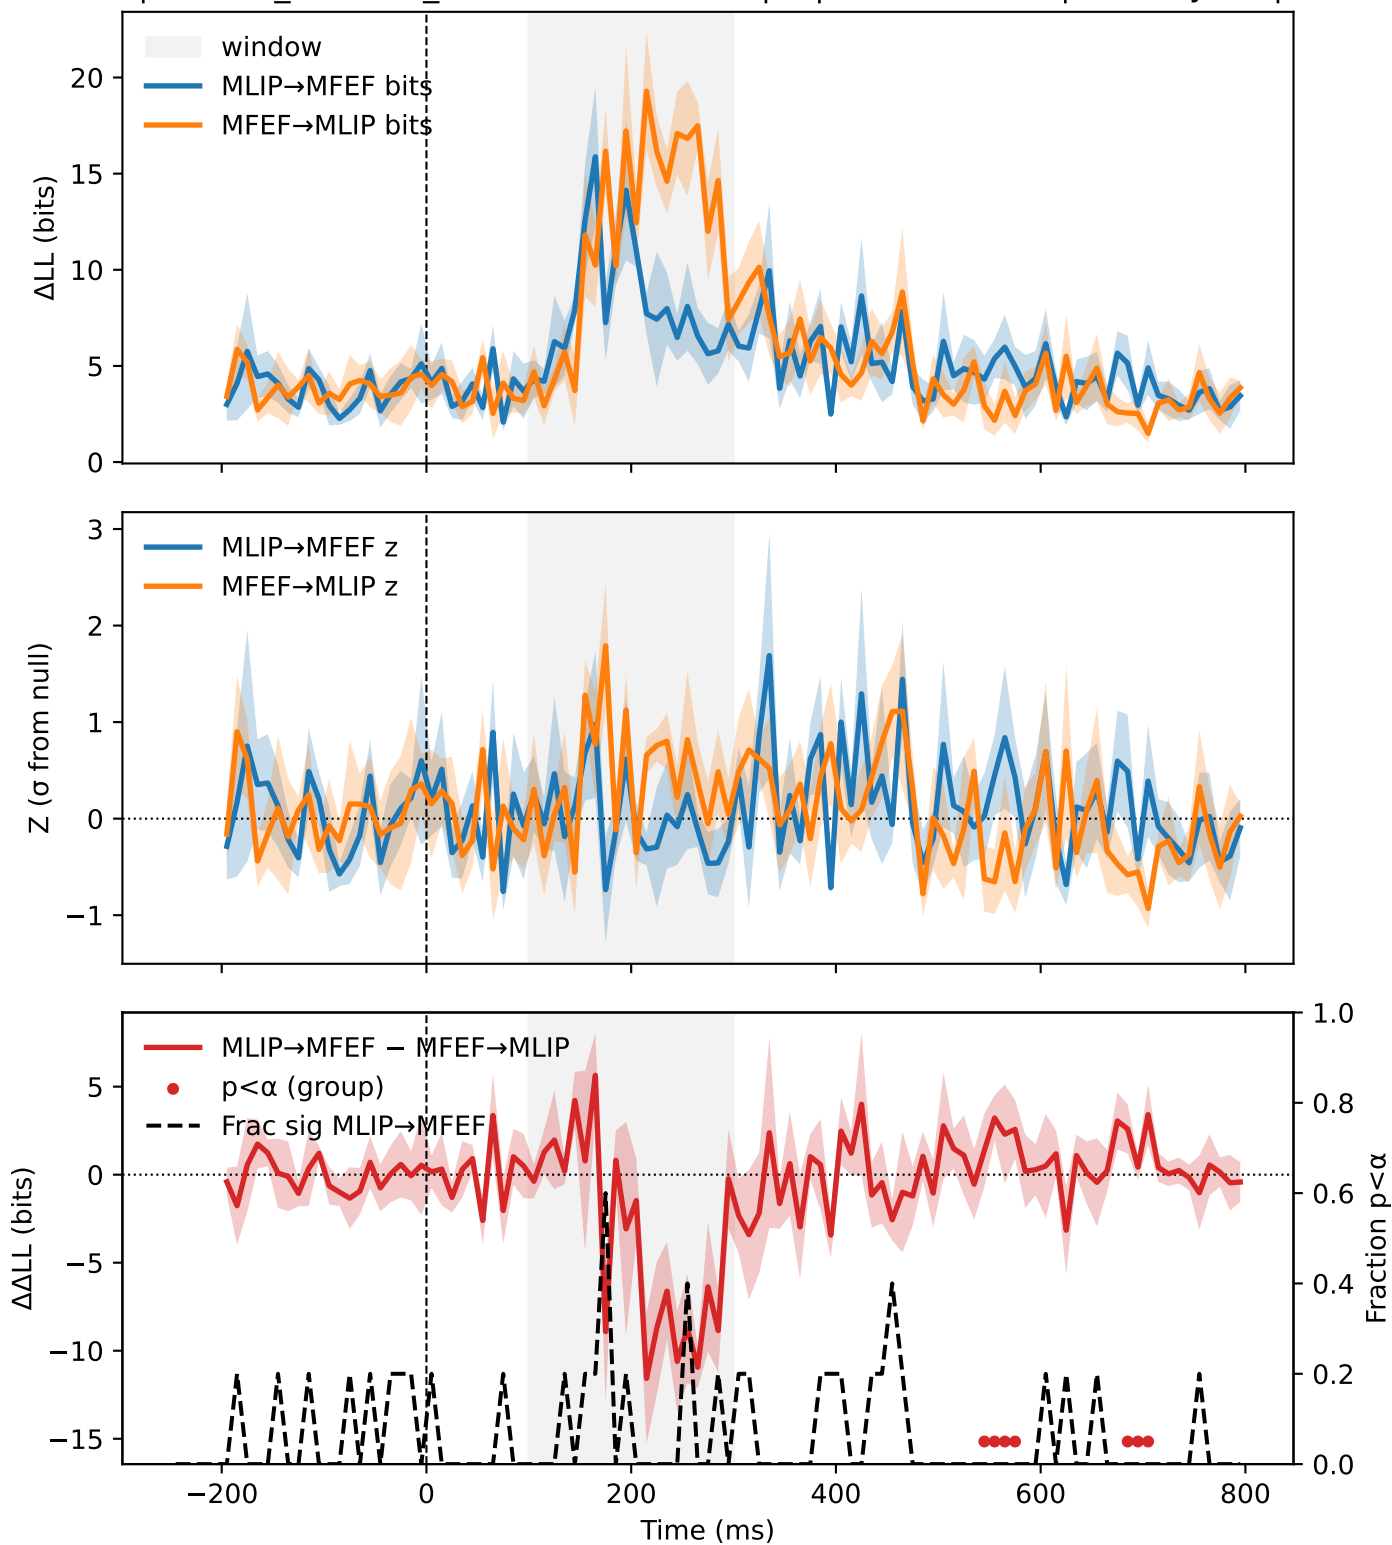 window
MLIP→MFEF bits
MFEF→MLIP bits
20
15
10
5
0
ΔLL (bits)
MLIP→MFEF z
MFEF→MLIP z
3
2
1
0
−1
Z (σ from null)
MLIP→MFEF − MFEF→MLIP
p<α (group)
Frac sig MLIP→MFEF
5
0
−5
−10
−15
ΔΔLL (bits)
1.0
0.8
0.6
0.4
0.2
0.0
Fraction p<α
−200 0 200 400 600 800
Time (ms)